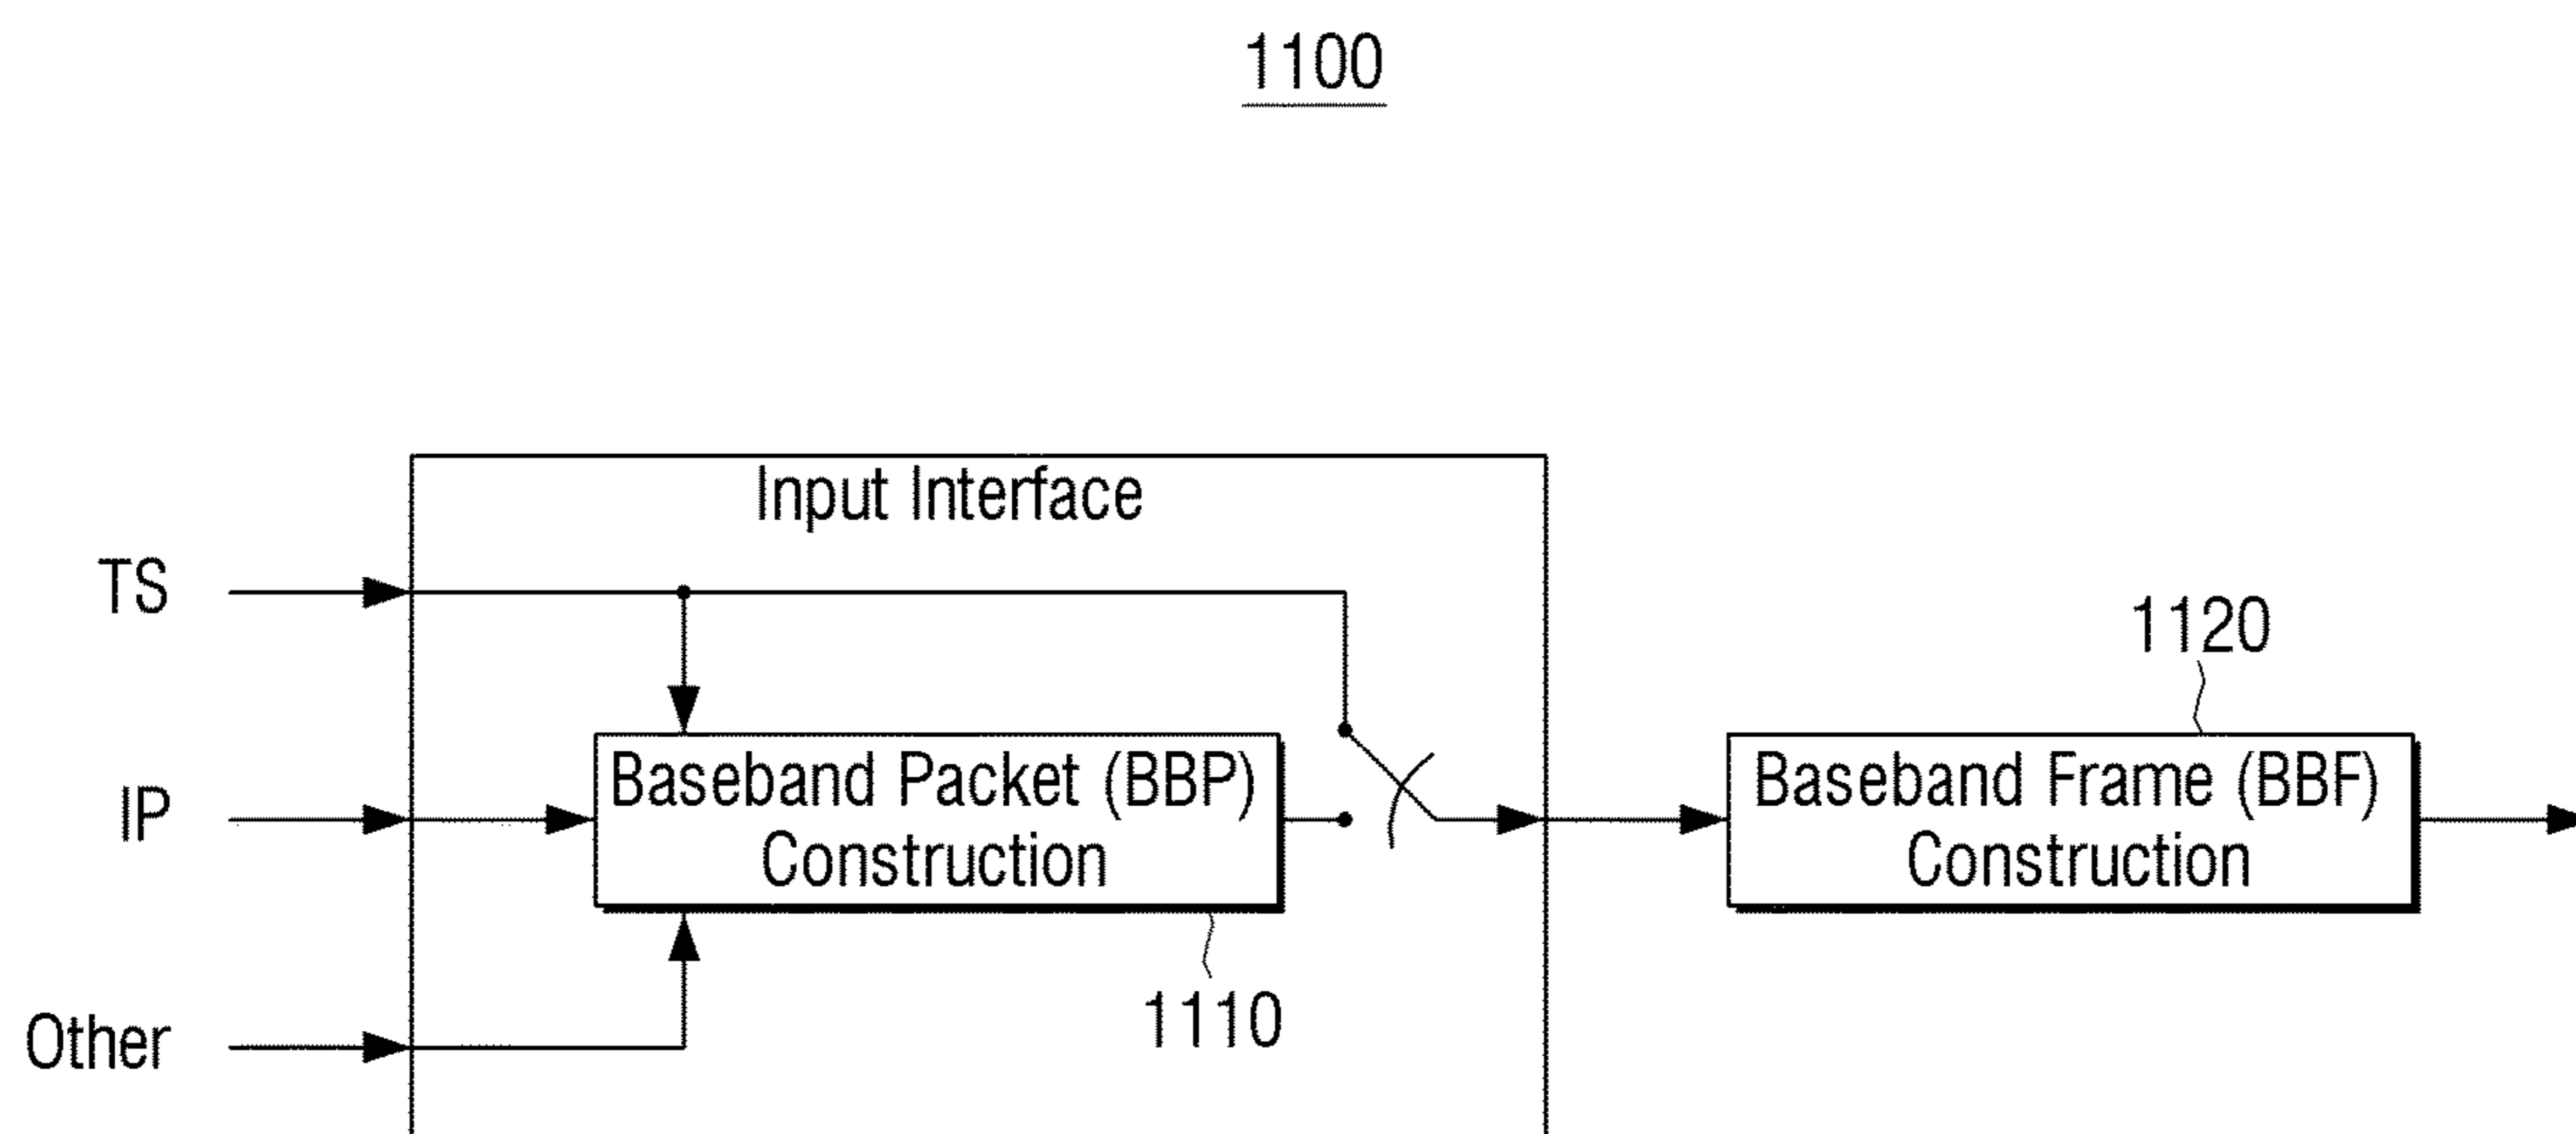 1100
Input Interface
TS
1120
Baseband Packet (BBP)
Construction
Baseband Frame (BBF)
Construction
IP
1110
Other